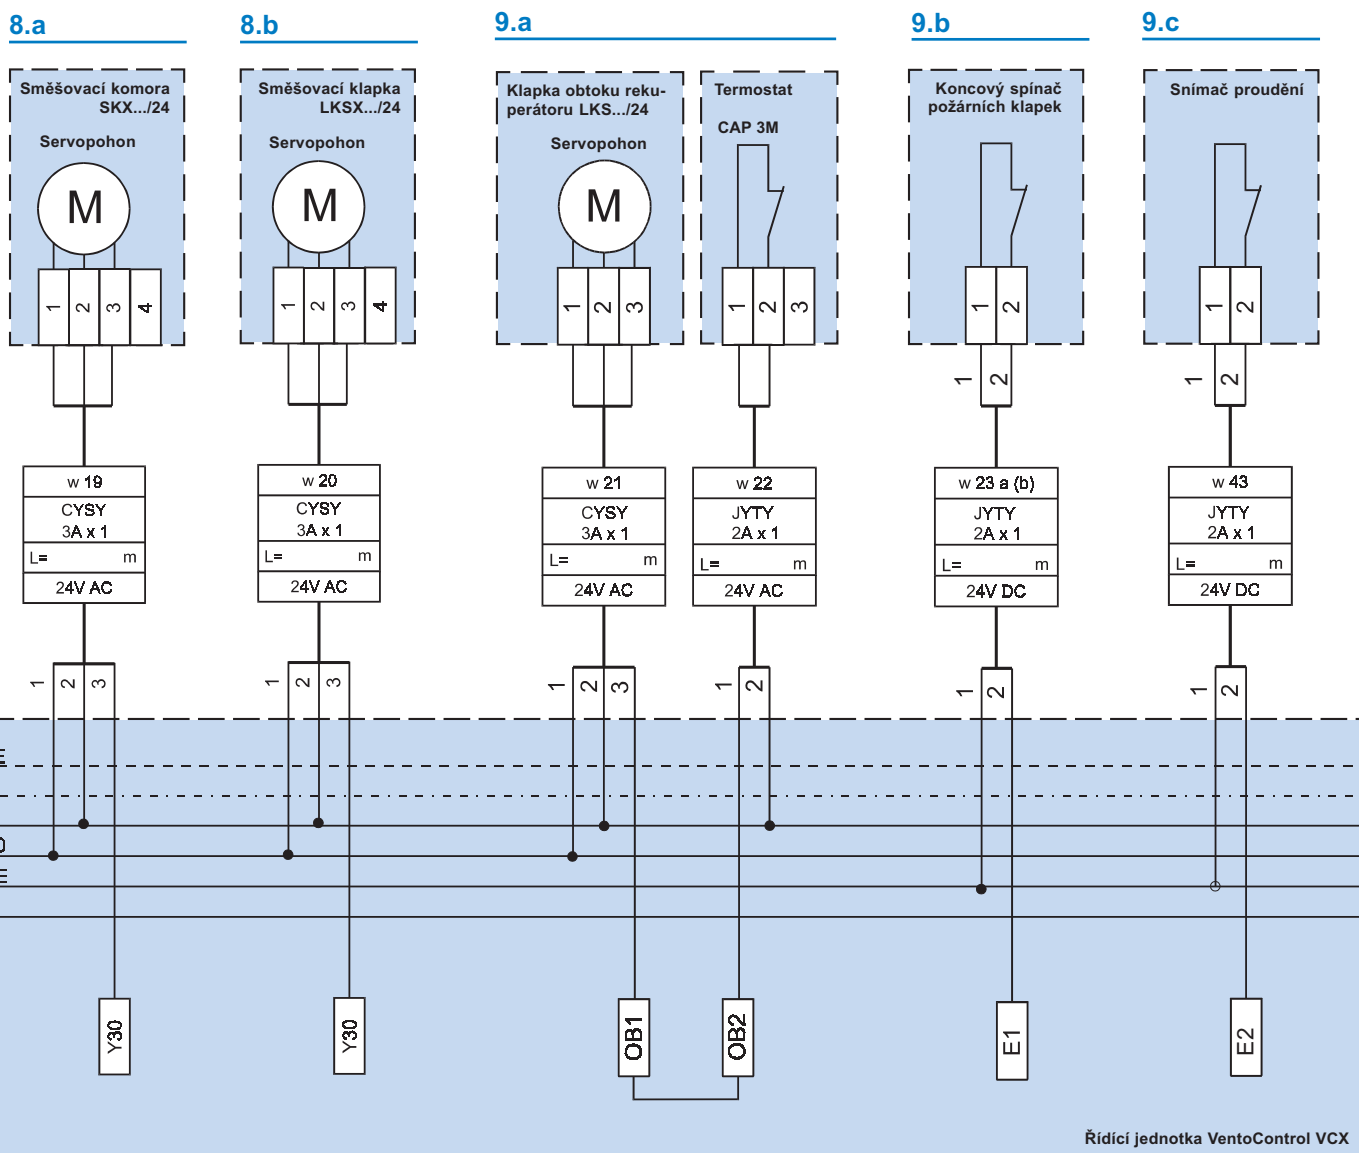 8.a
Směšovací komora
SKX.../24
Servopohon
M
1 2 3 4
w 19
CYSY
3A x 1
L= m
24V AC
1 2 3
Y30
8.b
Směšovací klapka
LKSX.../24
Servopohon
M
1 2 3 4
w 20
CYSY
3A x 1
L= m
24V AC
1 2 3
Y30
9.a
Klapka obtoku reku-
perátoru LKS.../24
Servopohon
M
1 2 3
w 21
CYSY
3A x 1
L= m
24V AC
1 2 3
OB1
Termostat
CAP 3M
1 2 3
w 22
JYTY
2A x 1
L= m
24V AC
1 2
OB2
9.b
Koncový spínač
požárních klapek
1 2
1 2
w 23 a (b)
JYTY
2A x 1
L= m
24V DC
1 2
E1
9.c
Snímač proudění
1 2
1 2
w 43
JYTY
2A x 1
L= m
24V DC
1 2
E2
Řídící jednotka VentoControl VCX